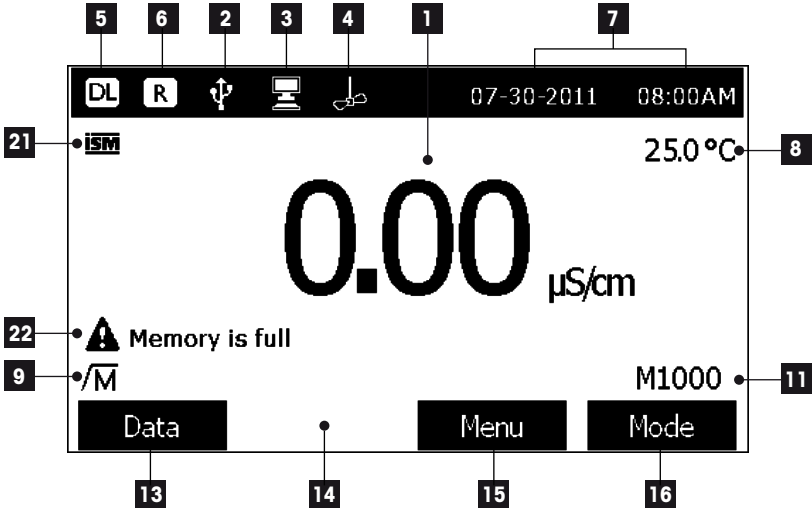 5 6 2 3 4 1 7
DL R 07-30-2011 08:00AM
21 iSM 25.0 °C 8
0.00 µS/cm
22 Memory is full
9 /M M1000 11
Data Menu Mode
13 14 15 16